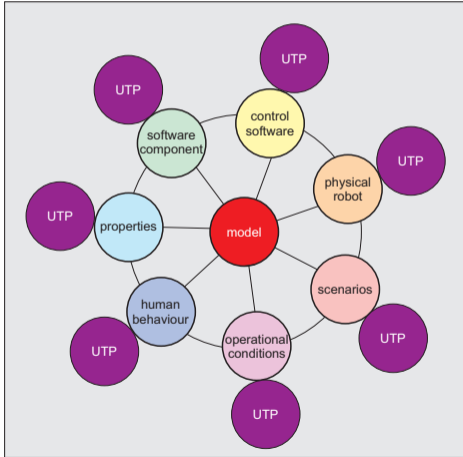 UTP
UTP
control
software
software
component
UTP
physical
robot
UTP
properties
model
scenarios
human
behaviour
UTP
operational
conditions
UTP
UTP